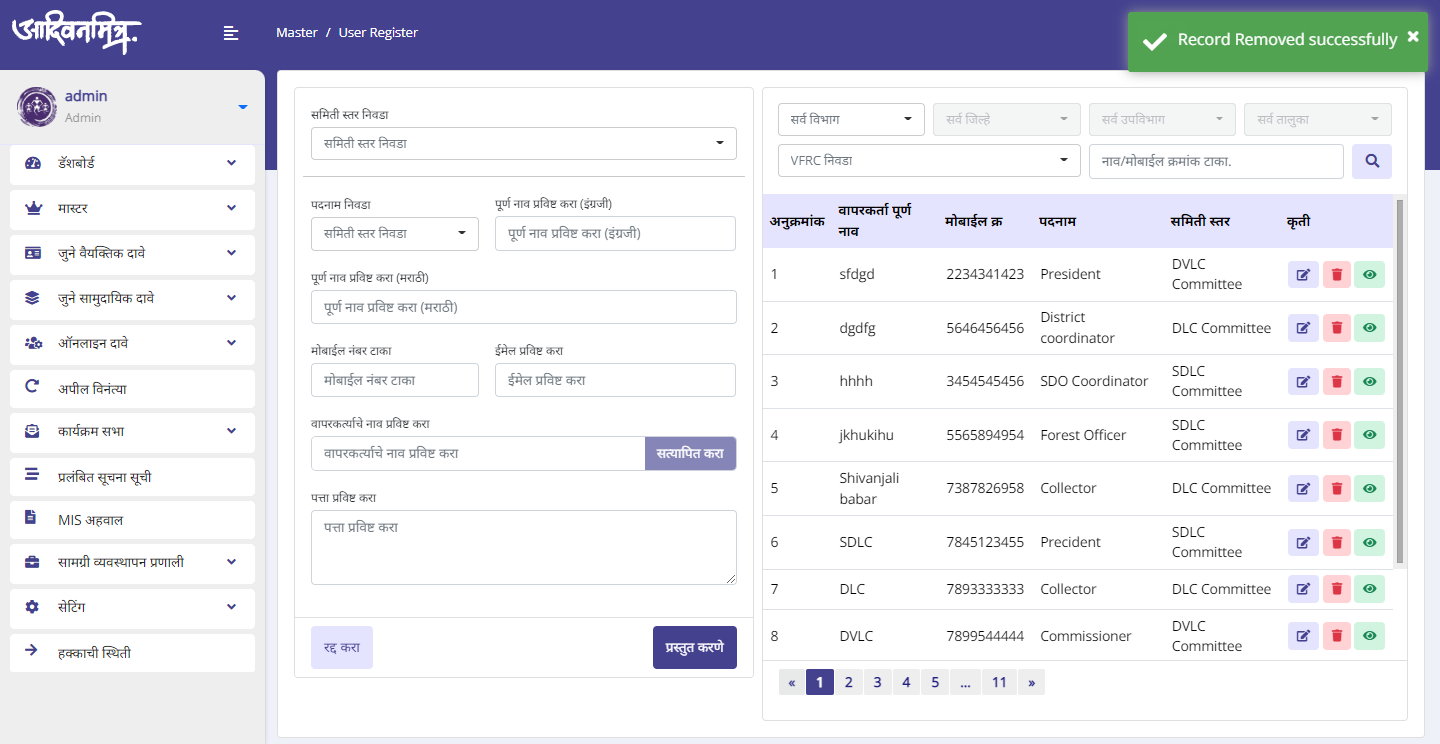 आदिवनमित्र
Master / User Register
Record Removed successfully
admin
Admin
डॅशबोर्ड
मास्टर
जुने वैयक्तिक दावे
जुने सामुदायिक दावे
ऑनलाइन दावे
अपील विनंत्या
कार्यक्रम सभा
प्रलंबित सूचना सूची
MIS अहवाल
सामग्री व्यवस्थापन प्रणाली
सेटिंग
हक्काची स्थिती
समिती स्तर निवडा
समिती स्तर निवडा
पदनाम निवडा
पूर्ण नाव प्रविष्ट करा (इंग्रजी)
समिती स्तर निवडा
पूर्ण नाव प्रविष्ट करा (इंग्रजी)
पूर्ण नाव प्रविष्ट करा (मराठी)
पूर्ण नाव प्रविष्ट करा (मराठी)
मोबाईल नंबर टाका
ईमेल प्रविष्ट करा
मोबाईल नंबर टाका
ईमेल प्रविष्ट करा
वापरकर्त्याचे नाव प्रविष्ट करा
वापरकर्त्याचे नाव प्रविष्ट करा सत्यापित करा
पत्ता प्रविष्ट करा
पत्ता प्रविष्ट करा
रद्द करा
प्रस्तुत करणे
सर्व विभाग सर्व जिल्हे सर्व उपविभाग सर्व तालुका
VFRC निवडा नाव/मोबाईल क्रमांक टाका.
अनुक्रमांक वापरकर्ता पूर्ण नाव मोबाईल क्र पदनाम समिती स्तर कृती
1 sfdgd 2234341423 President DVLC Committee
2 dgdfg 5646456456 District coordinator DLC Committee
3 hhhh 3454545456 SDO Coordinator SDLC Committee
4 jkhukihu 5565894954 Forest Officer SDLC Committee
5 Shivanjali babar 7387826958 Collector DLC Committee
6 SDLC 7845123455 Precident SDLC Committee
7 DLC 7893333333 Collector DLC Committee
8 DVLC 7899544444 Commissioner DVLC Committee
« 1 2 3 4 5 ... 11 »